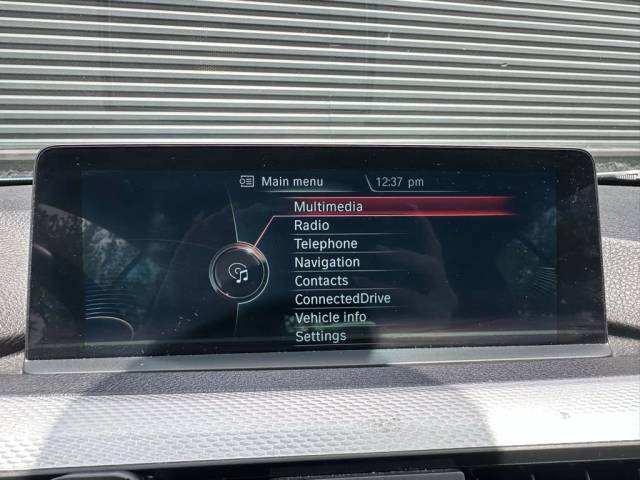 Main menu
12:37 pm
Multimedia
Radio
Telephone
Navigation
Contacts
ConnectedDrive
Vehicle info
Settings